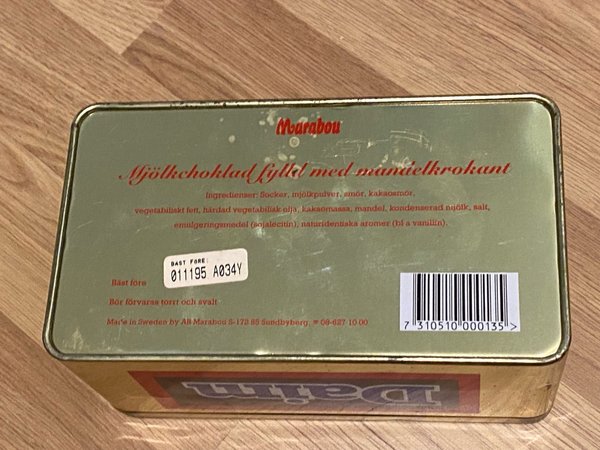 Marabou
Mjölkchoklad fylld med mandelkrokant
Ingredienser: Socker, mjölkpulver, smör, kakaosmör,
vegetabiliskt fett, härdad vegetabilisk olja, kakaomassa, mandel, kondenserad mjölk, salt,
emulgeringsmedel (sojalecitin), naturidentiska aromer (bl a vanillin).
BÄST FÖRE:
011195 A034Y
Bäst före
Bör förvaras torrt och svalt
Made in Sweden by AB Marabou S-172 85 Sundbyberg. ☎ 08-627 10 00
7 310510 000135 >
Daim